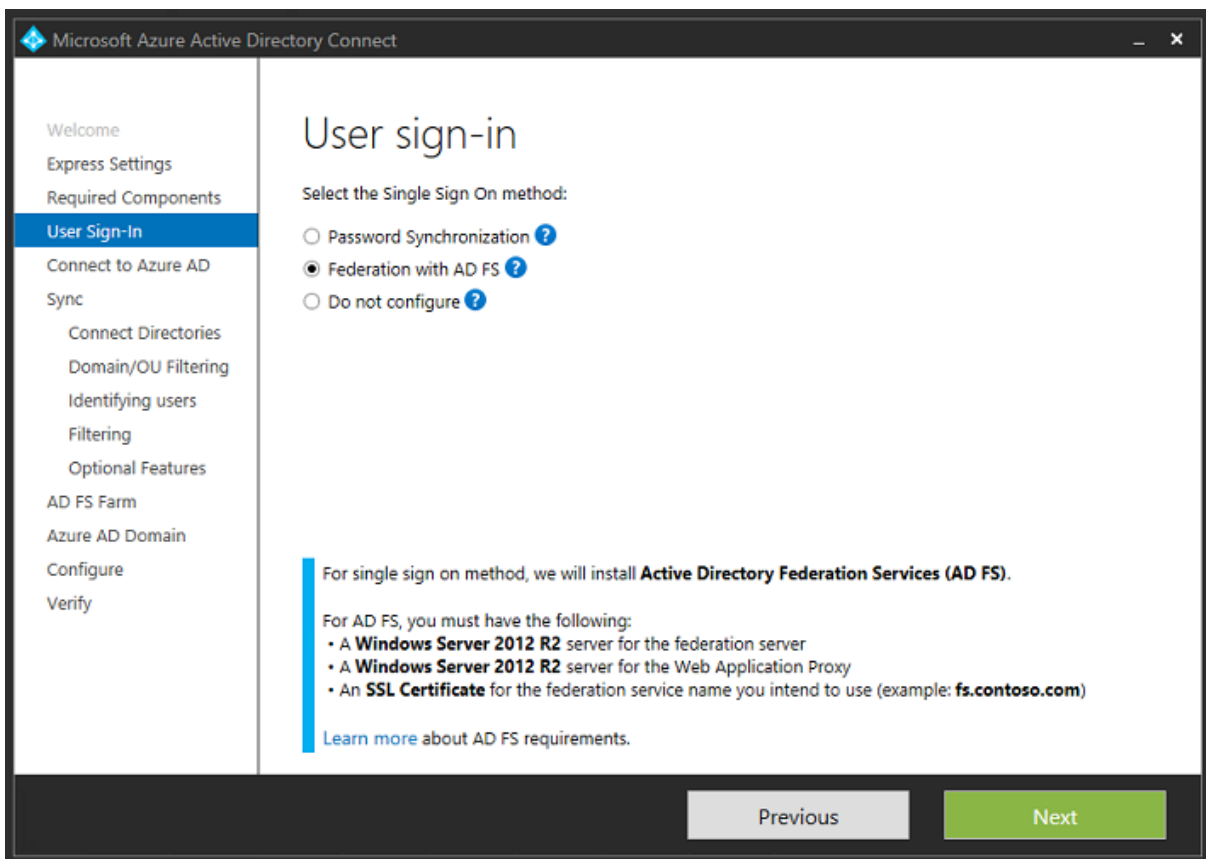 Microsoft Azure Active Directory Connect
Welcome
Express Settings
Required Components
User Sign-In
Connect to Azure AD
Sync
Connect Directories
Domain/OU Filtering
Identifying users
Filtering
Optional Features
AD FS Farm
Azure AD Domain
Configure
Verify
User sign-in
Select the Single Sign On method:
Password Synchronization ?
Federation with AD FS ?
Do not configure ?
For single sign on method, we will install Active Directory Federation Services (AD FS).
For AD FS, you must have the following:
• A Windows Server 2012 R2 server for the federation server
• A Windows Server 2012 R2 server for the Web Application Proxy
• An SSL Certificate for the federation service name you intend to use (example: fs.contoso.com)
Learn more about AD FS requirements.
Previous
Next